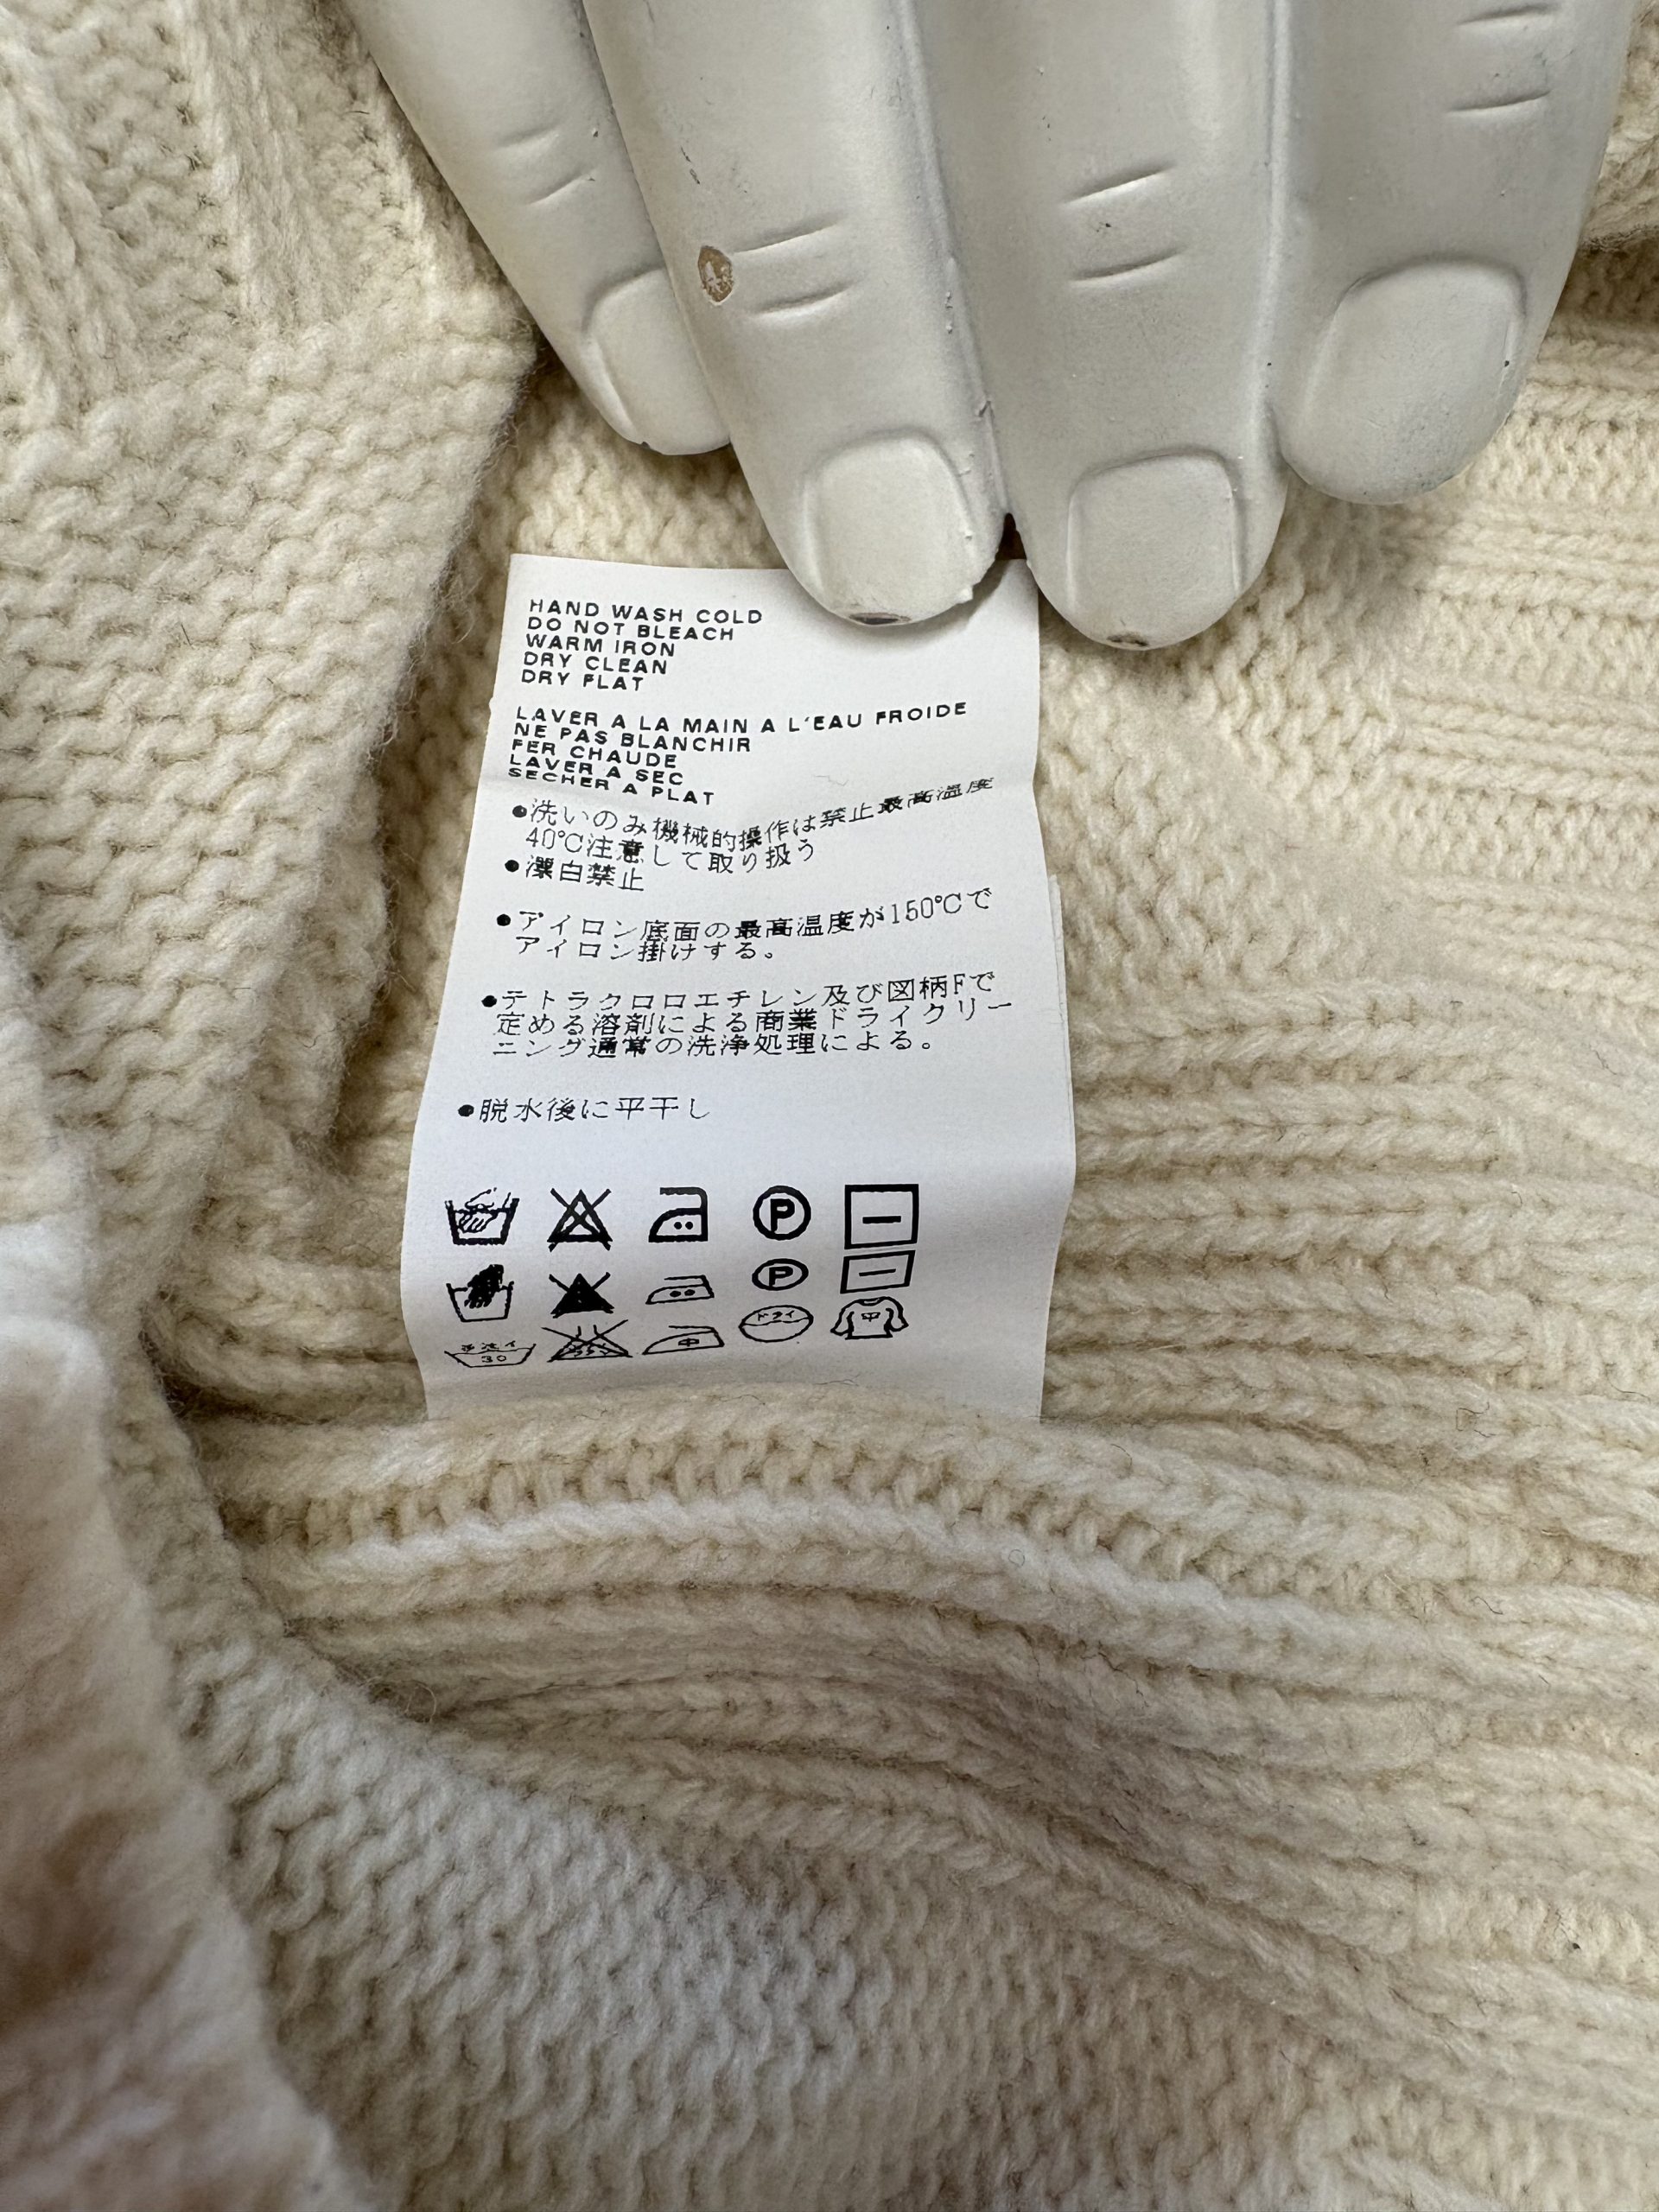 HAND WASH COLD
DO NOT BLEACH
WARM IRON
DRY CLEAN
DRY FLAT
LAVER A LA MAIN A L'EAU FROIDE
NE PAS BLANCHIR
FER CHAUDE
LAVER A SEC
SECHER A PLAT
●洗いのみ機械的操作は禁止最高温度
40℃注意して取り扱う
●漂白禁止
●アイロン底面の最高温度が150℃で
アイロン掛けする。
●テトラクロロエチレン及び図柄Fで
定める溶剤による商業ドライクリー
ニング通常の洗浄処理による。
●脱水後に平干し
P
P
ドライ 平
手洗イ
30 中